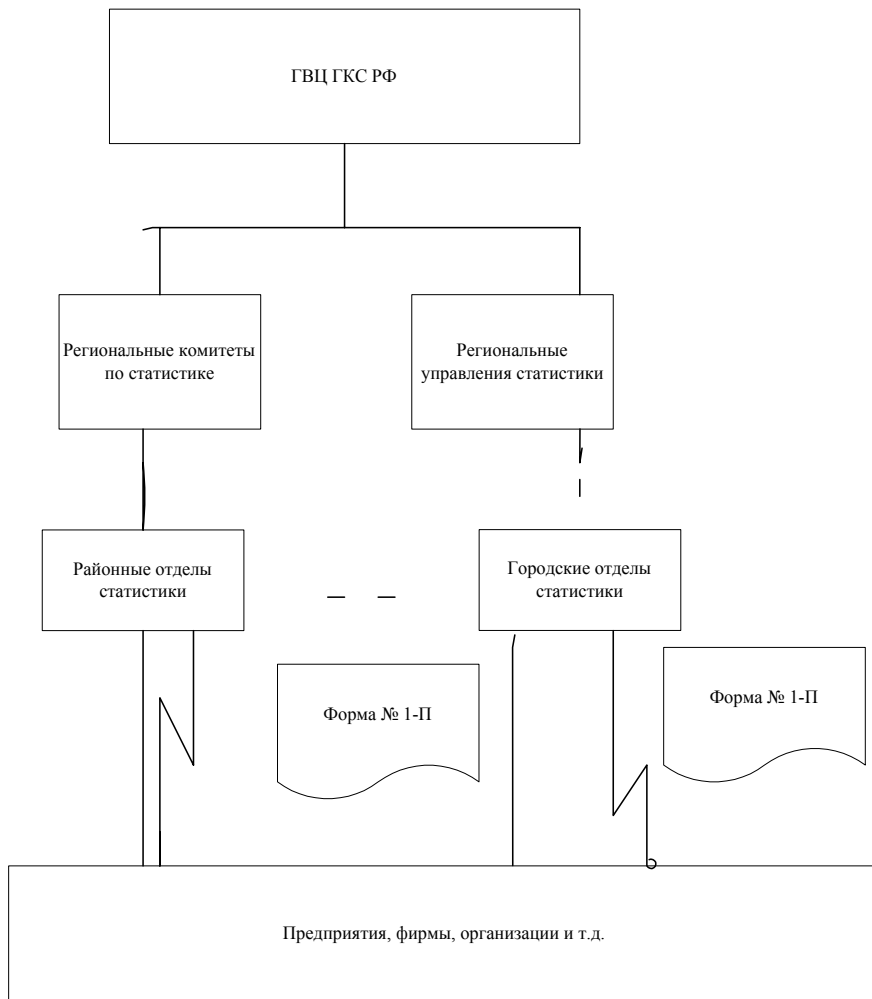 ГВЦ ГКС РФ
Региональные комитеты
по статистике
Региональные
управления статистики
Районные отделы
статистики
Городские отделы
статистики
Форма № 1-П
Форма № 1-П
Предприятия, фирмы, организации и т.д.